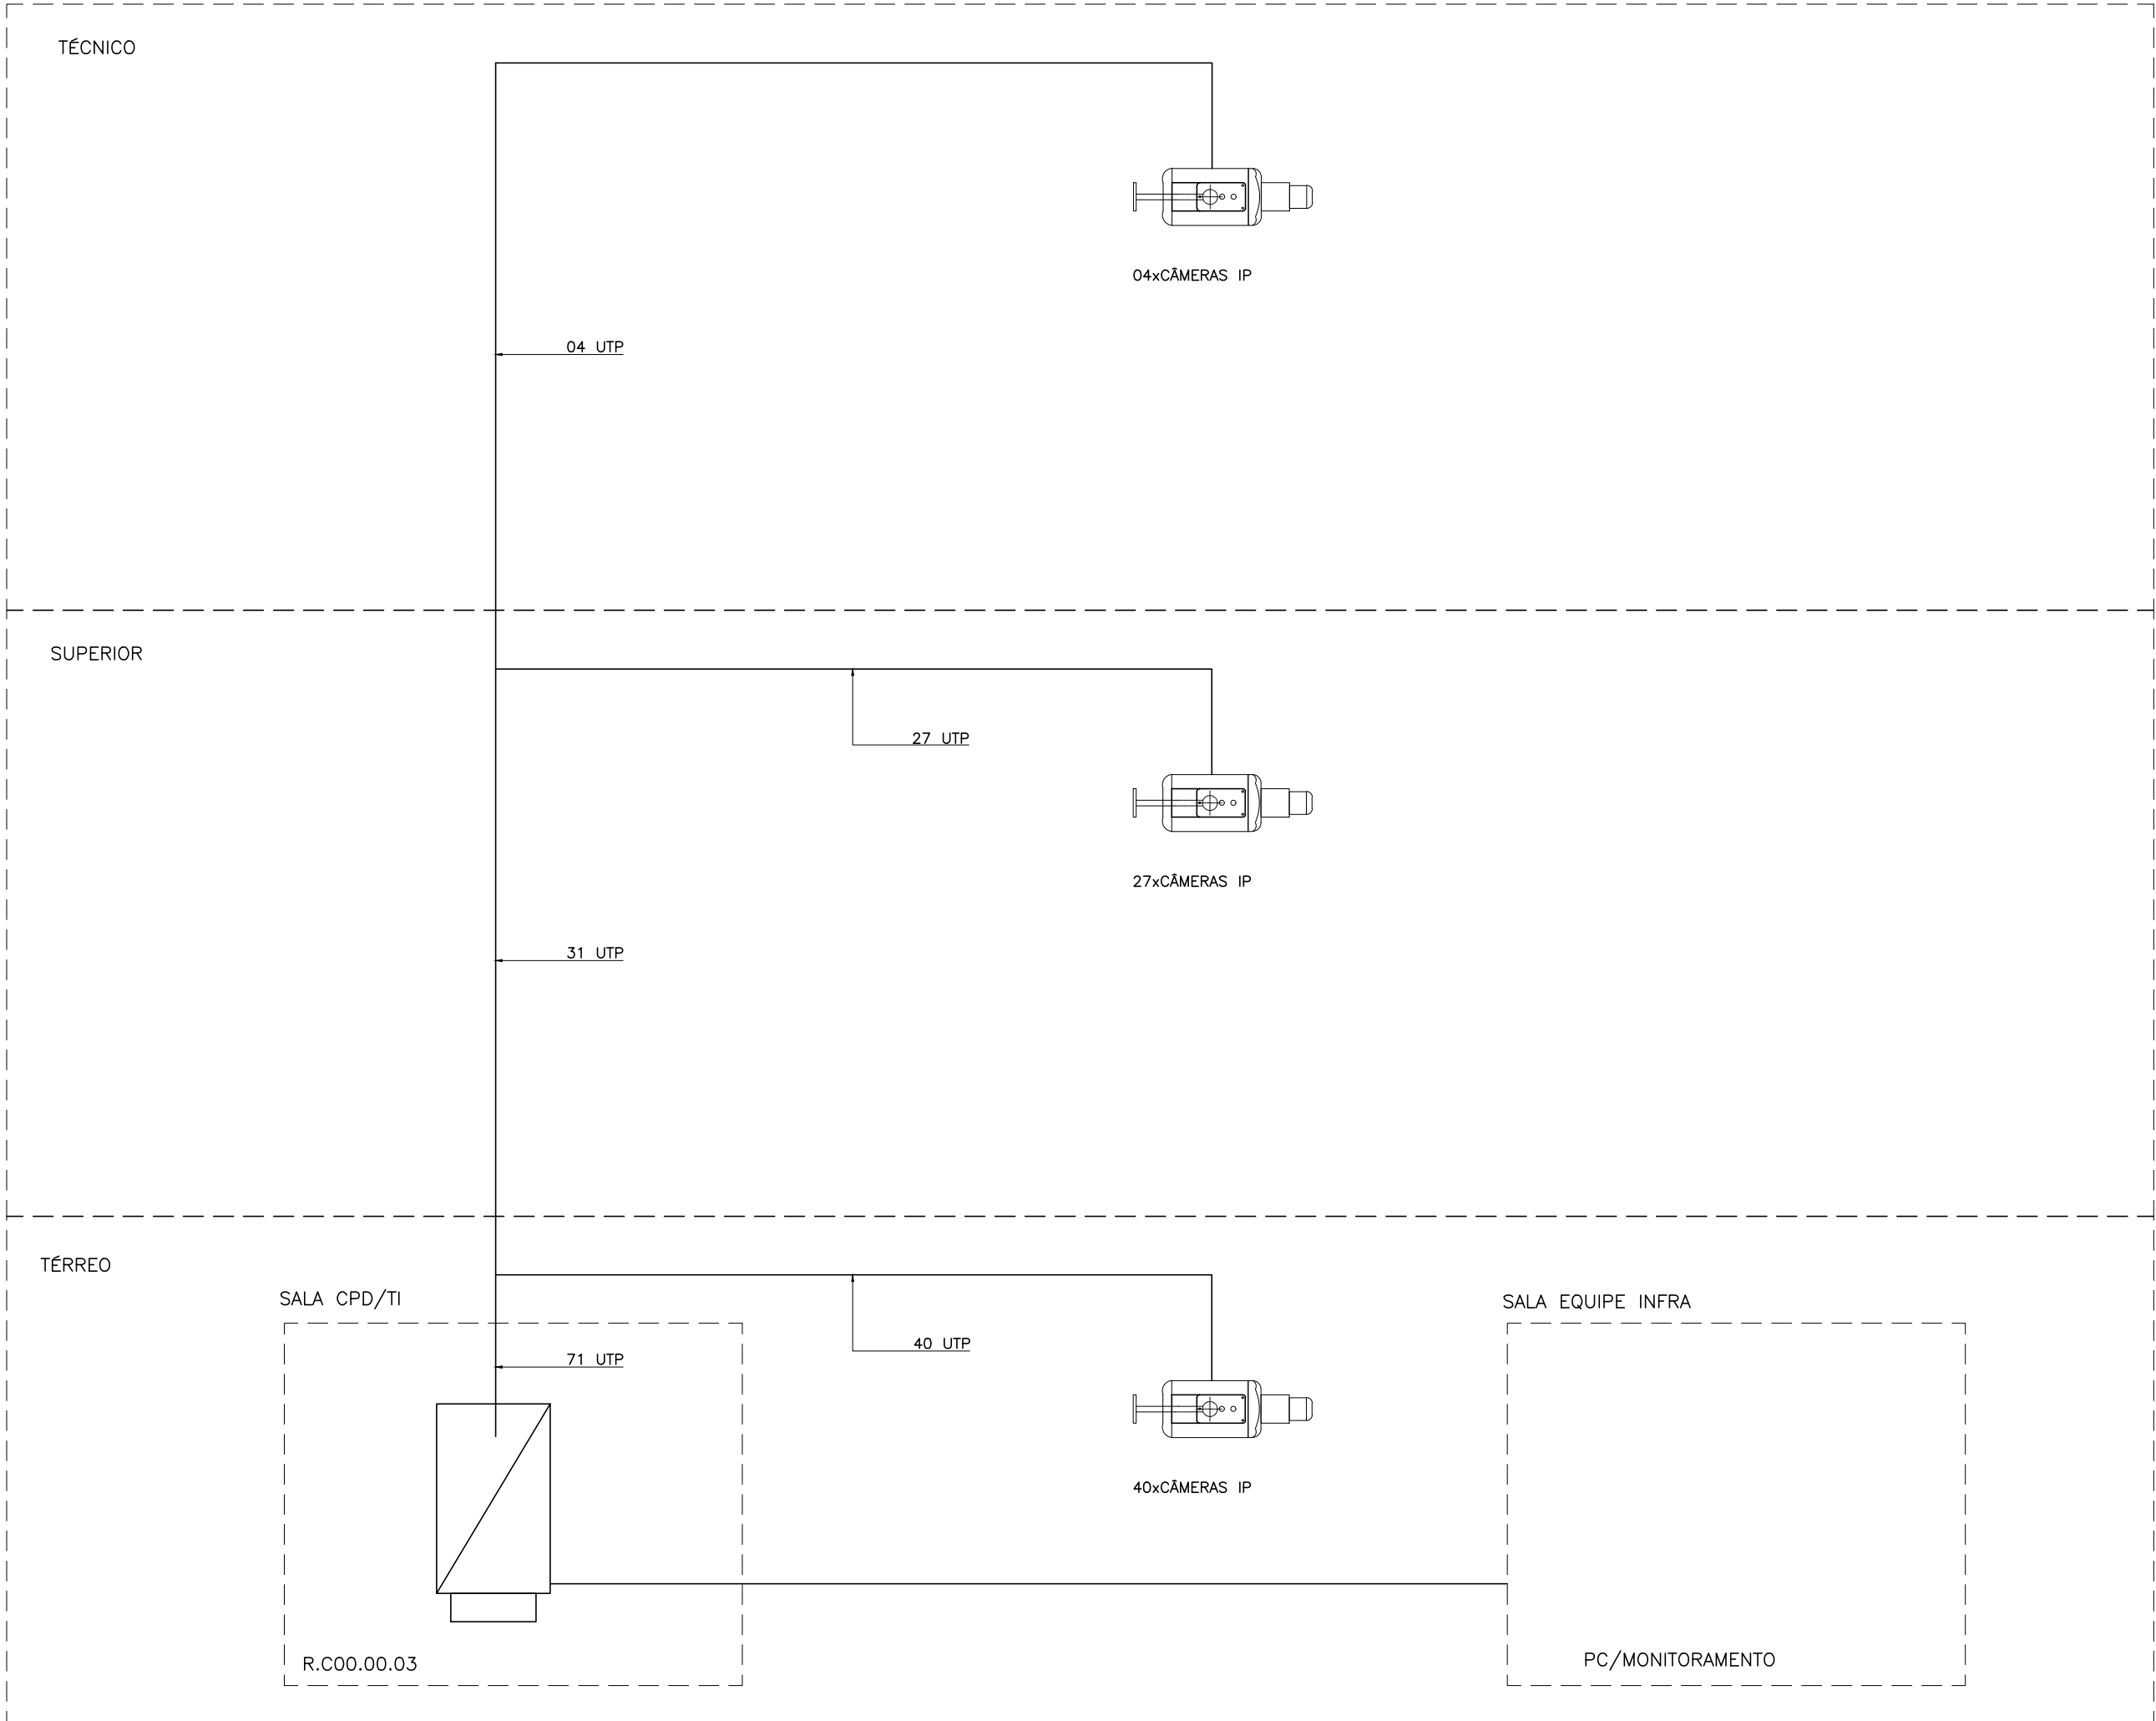 TÉCNICO
04xCÂMERAS IP
04 UTP
SUPERIOR
27 UTP
27xCÂMERAS IP
31 UTP
TÉRREO
SALA CPD/TI
SALA EQUIPE INFRA
40 UTP
71 UTP
40xCÂMERAS IP
R.C00.00.03
PC/MONITORAMENTO